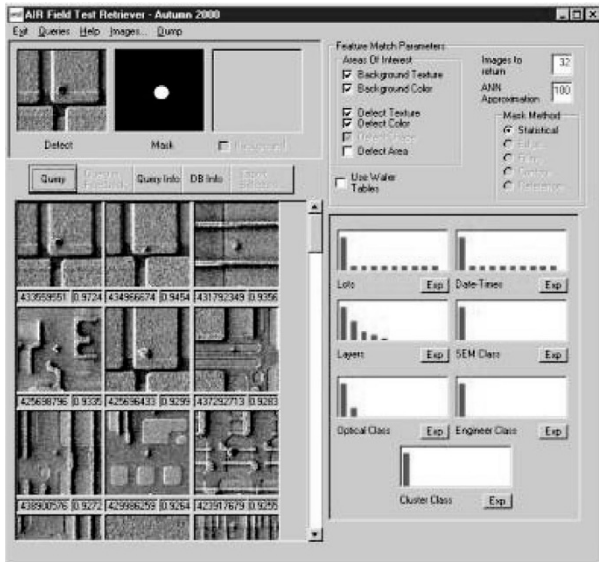 AIR Field Test Retriever - Autumn 2000
Exit Queries Help Images... Dump
Defect
Mask
Background
Feature Match Parameters
Areas Of Interest
Background Texture
Background Color
Defect Texture
Defect Color
Defect Shape
Defect Area
Use Wafer
Tables
Images to
return
32
ANN
Approximation
100
Mask Method
Statistical
Query
Query Info
DB Info
433559551 0.9724 434966674 0.9454 431792349 0.9356
425698796 0.9335 425696433 0.9299 437292713 0.9283
438900576 0.9272 429986259 0.9264 423917679 0.9255
Lots Exp
Date-Times Exp
Layers Exp
SEM Class Exp
Optical Class Exp
Engineer Class Exp
Cluster Class Exp